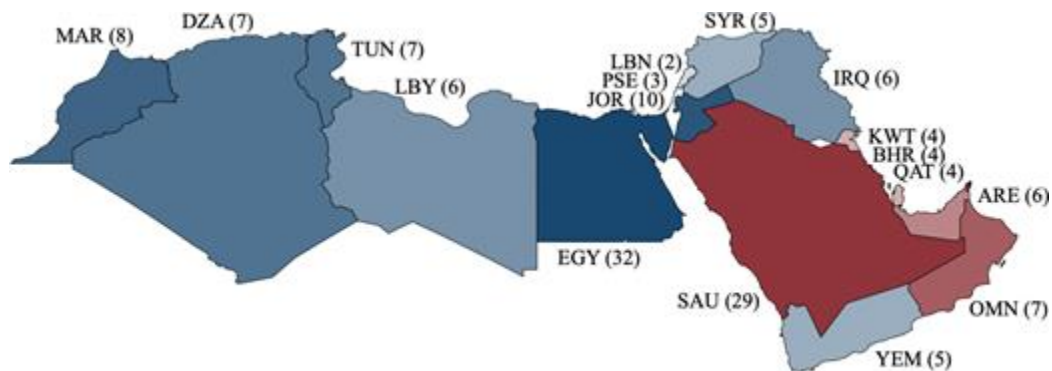 DZA (7)
SYR (5)
MAR (8)
TUN (7)
LBN (2)
LBY (6)
PSE (3)
IRQ (6)
JOR (10)
KWT (4)
BHR (4)
QAT (4)
ARE (6)
EGY (32)
SAU (29)
OMN (7)
YEM (5)